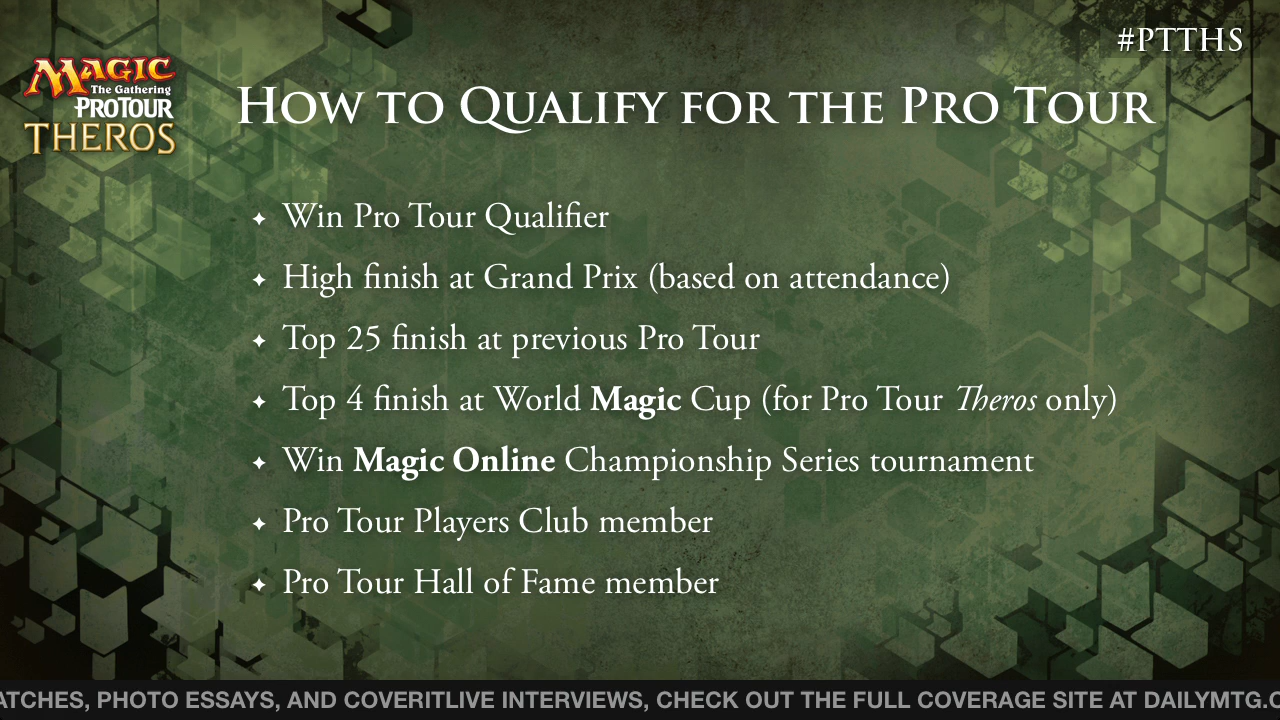 #PTTHS
MAGIC
The Gathering
PROTOUR
THEROS
HOW TO QUALIFY FOR THE PRO TOUR
Win Pro Tour Qualifier
High finish at Grand Prix (based on attendance)
Top 25 finish at previous Pro Tour
Top 4 finish at World Magic Cup (for Pro Tour Theros only)
Win Magic Online Championship Series tournament
Pro Tour Players Club member
Pro Tour Hall of Fame member
ATCHES, PHOTO ESSAYS, AND COVERITLIVE INTERVIEWS, CHECK OUT THE FULL COVERAGE SITE AT DAILYMTG.C